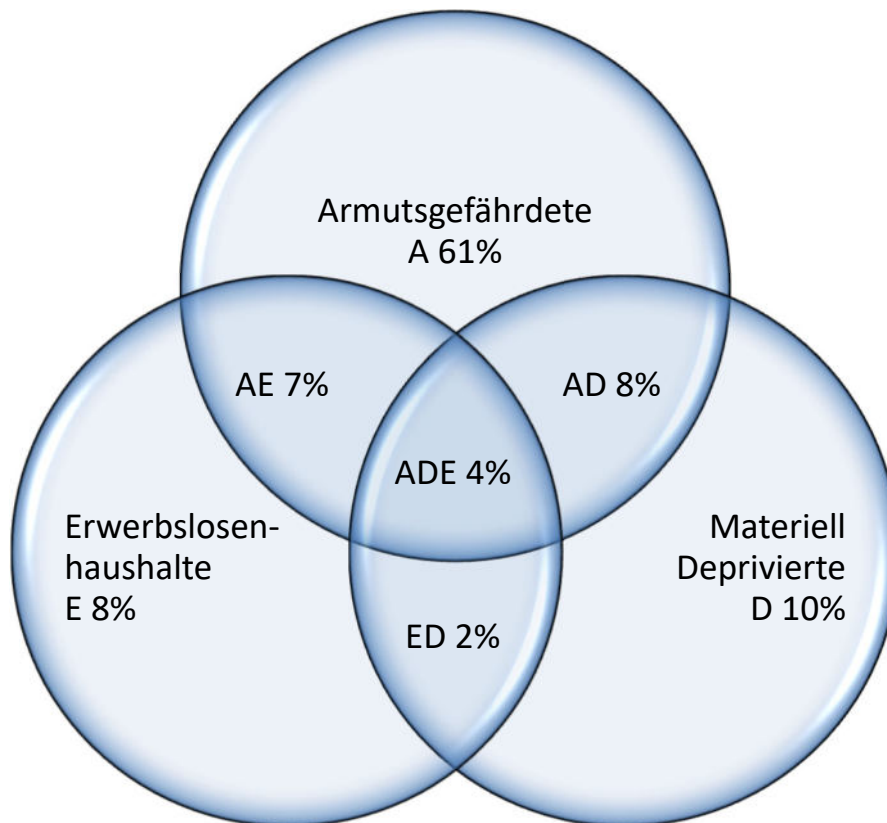 Armutsgefährdete
A 61%
AE 7%
AD 8%
ADE 4%
Erwerbslosen-
haushalte
E 8%
Materiell
Deprivierte
D 10%
ED 2%